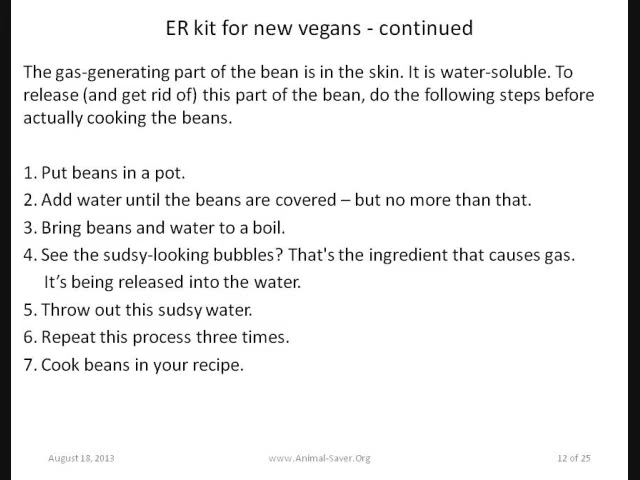 ER kit for new vegans - continued
The gas-generating part of the bean is in the skin. It is water-soluble. To
release (and get rid of) this part of the bean, do the following steps before
actually cooking the beans.
1. Put beans in a pot.
2. Add water until the beans are covered – but no more than that.
3. Bring beans and water to a boil.
4. See the sudsy-looking bubbles? That's the ingredient that causes gas.
It’s being released into the water.
5. Throw out this sudsy water.
6. Repeat this process three times.
7. Cook beans in your recipe.
August 18, 2013 www.Animal-Saver.Org 12 of 25